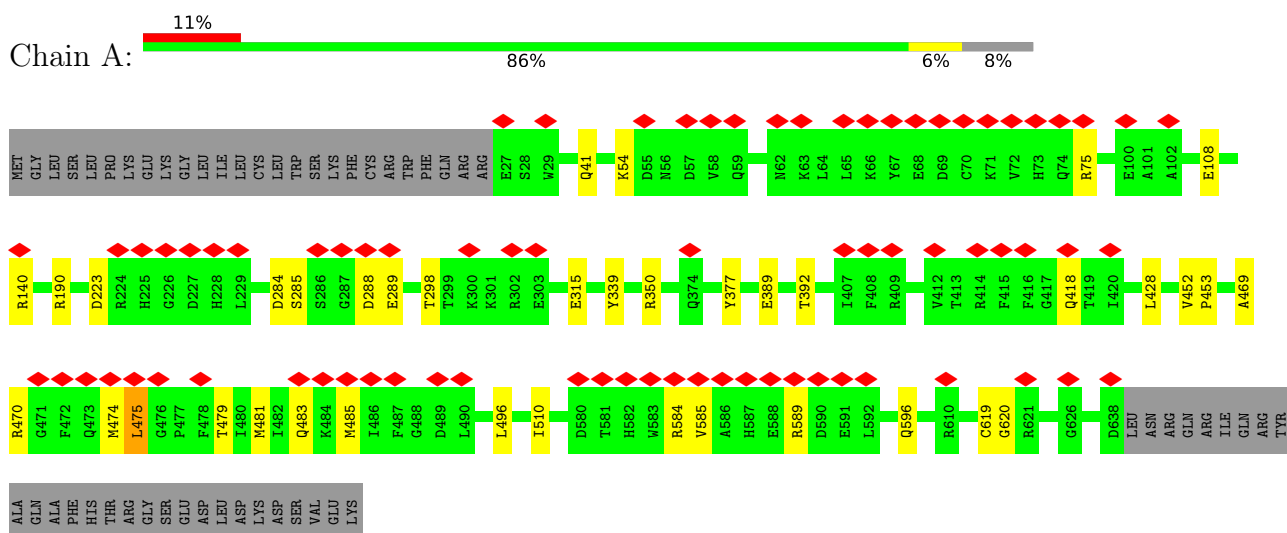 11%
Chain A:
86% 6% 8%
MET GLY LEU SER LEU PRO LYS GLU LYS GLY LEU ILE LEU CYS LEU TRP SER LYS PHE CYS ARG TRP PHE GLN ARG ARG E27 S28 W29 Q41 K54 D55 N56 D57 V58 Q59 N62 K63 L64 L65 K66 Y67 E68 D69 C70 K71 V72 H73 Q74 R75 E100 A101 A102 E108
R140 R190 D223 R224 H225 G226 D227 H228 L229 D284 S285 S286 G287 D288 E289 T298 T299 K300 K301 R302 E303 E315 Y339 R350 Q374 Y377 E389 T392 I407 F408 R409 V412 T413 R414 F415 F416 G417 Q418 T419 I420 L428 V452 P453 A469
R470 G471 F472 Q473 M474 L475 G476 P477 F478 T479 I480 M481 I482 Q483 K484 M485 I486 F487 G488 D489 L490 L496 I510 D580 T581 H582 W583 R584 V585 A586 H587 E588 R589 D590 E591 L592 Q596 R610 C619 G620 R621 G626 D638 LEU ASN ARG GLN ARG ILE GLN ARG TYR
ALA GLN ALA PHE HIS THR ARG GLY SER GLU ASP LEU ASP LYS ASP SER VAL GLU LYS